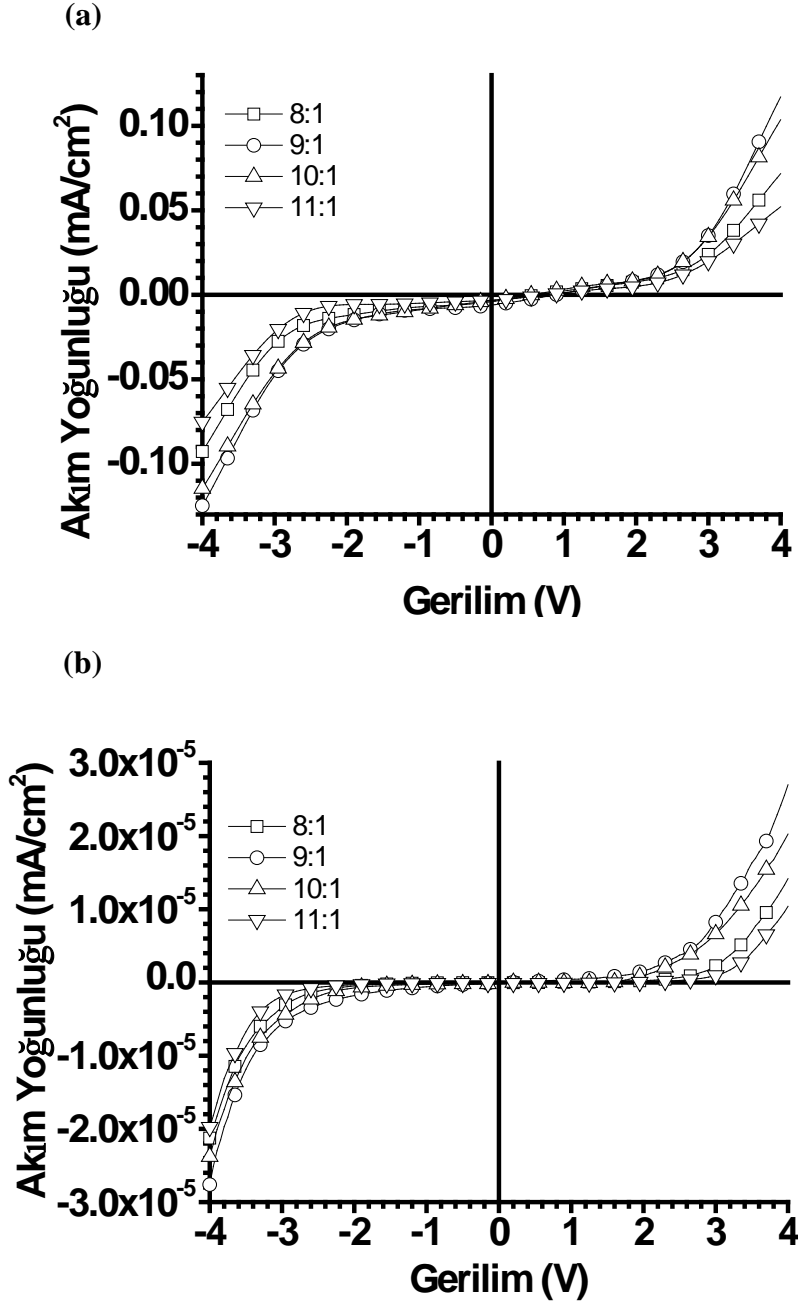 (a)
8:1
9:1
10:1
11:1
0.10
0.05
0.00
-0.05
-0.10
Akım Yoğunluğu (mA/cm²)
-4 -3 -2 -1 0 1 2 3 4
Gerilim (V)
(b)
8:1
9:1
10:1
11:1
3.0x10⁻⁵
2.0x10⁻⁵
1.0x10⁻⁵
0.0
-1.0x10⁻⁵
-2.0x10⁻⁵
-3.0x10⁻⁵
Akım Yoğunluğu (mA/cm²)
-4 -3 -2 -1 0 1 2 3 4
Gerilim (V)